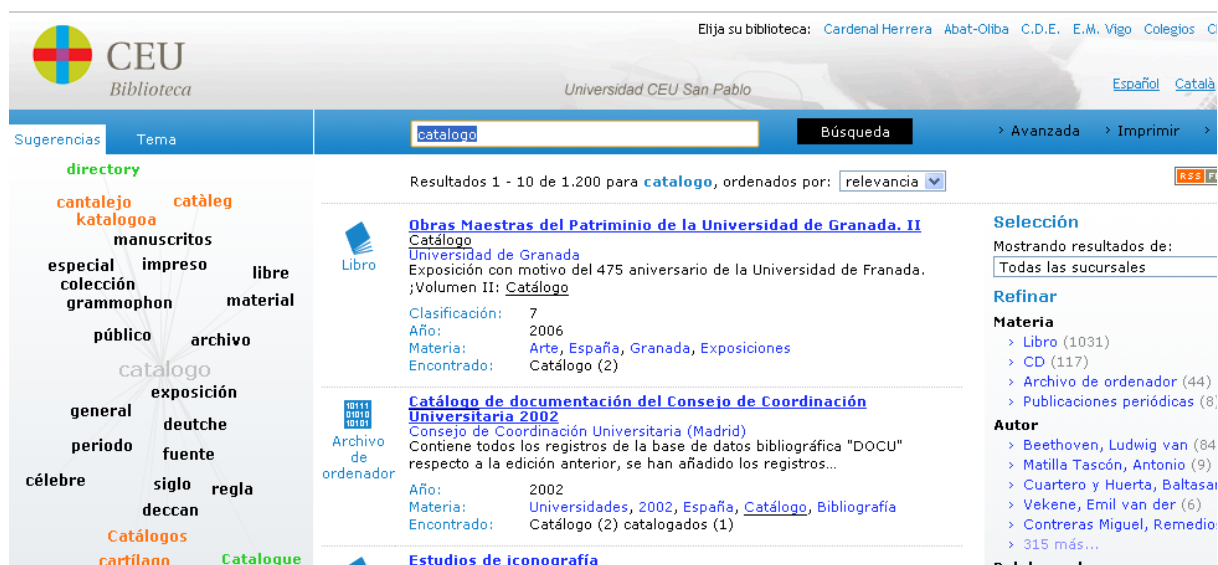 Elija su biblioteca: Cardenal Herrera Abat-Oliba C.D.E. E.M. Vigo Colegios
CEU
Biblioteca
Universidad CEU San Pablo
Español Català
Sugerencias Tema
catalogo
Búsqueda
> Avanzada > Imprimir >
directory
cantalejo catàleg
katalogoa
manuscritos
especial impreso libre
colección
grammophon material
público archivo
catalogo
exposición
general
deutche
periodo fuente
célebre siglo regla
deccan
Catálogos
cartílago Catalogue
Resultados 1 - 10 de 1.200 para catalogo, ordenados por: relevancia
RSS
Libro
Obras Maestras del Patriminio de la Universidad de Granada. II
Catálogo
Universidad de Granada
Exposición con motivo del 475 aniversario de la Universidad de Franada.
;Volumen II: Catálogo
Clasificación: 7
Año: 2006
Materia: Arte, España, Granada, Exposiciones
Encontrado: Catálogo (2)
10111
01010
10101
Archivo
de
ordenador
Catálogo de documentación del Consejo de Coordinación
Universitaria 2002
Consejo de Coordinación Universitaria (Madrid)
Contiene todos los registros de la base de datos bibliográfica "DOCU"
respecto a la edición anterior, se han añadido los registros...
Año: 2002
Materia: Universidades, 2002, España, Catálogo, Bibliografía
Encontrado: Catálogo (2) catalogados (1)
Estudios de iconografía
Selección
Mostrando resultados de:
Todas las sucursales
Refinar
Materia
> Libro (1031)
> CD (117)
> Archivo de ordenador (44)
> Publicaciones periódicas (8)
Autor
> Beethoven, Ludwig van (84
> Matilla Tascón, Antonio (9)
> Cuartero y Huerta, Baltasar
> Vekene, Emil van der (6)
> Contreras Miguel, Remedios
> 315 más...